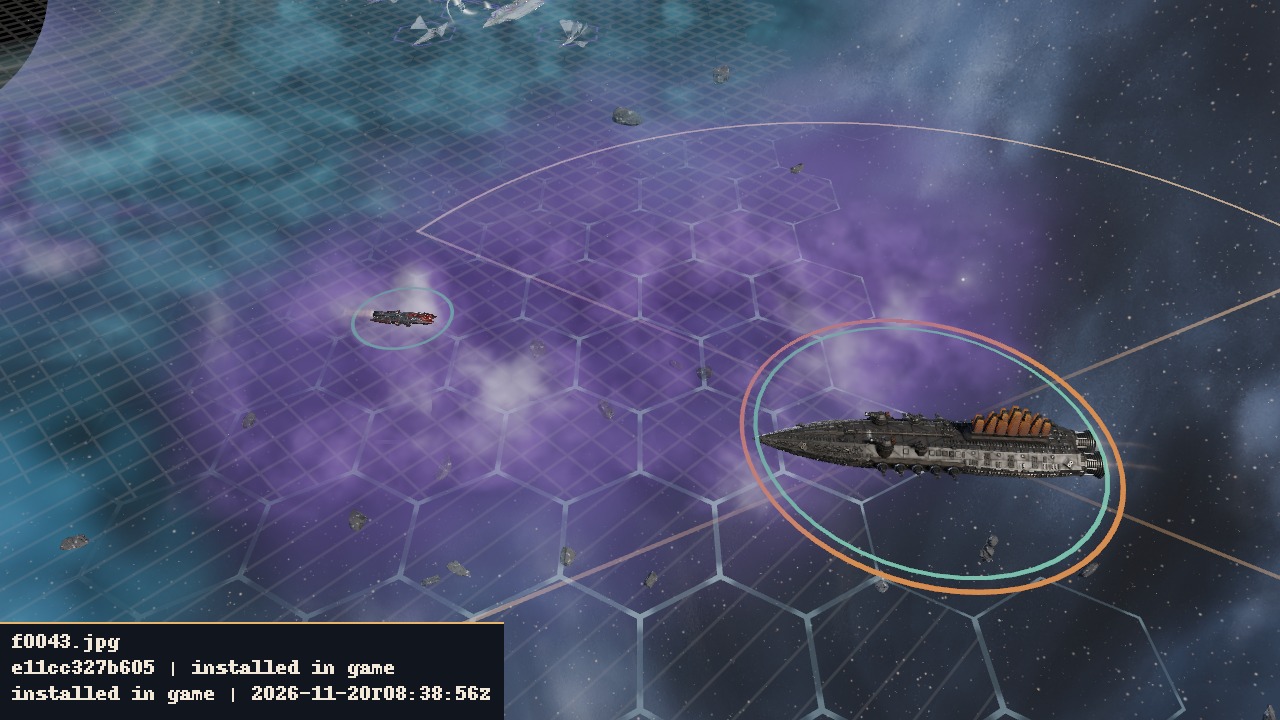 f0043.jpg
e11cc327b605 | installed in game
installed in game | 2026-11-20T08:38:56Z